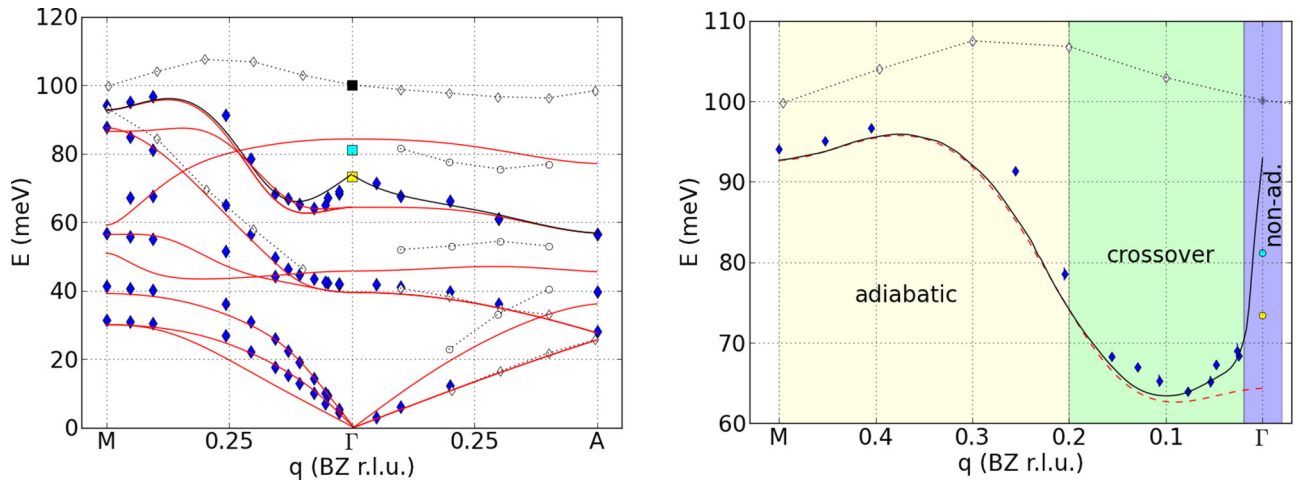 120
100
80
60
40
20
0
E (meV)
M
0.25
Γ
0.25
A
q (BZ r.l.u.)
110
100
90
80
70
60
E (meV)
adiabatic
crossover
non-ad.
M
0.4
0.3
0.2
0.1
Γ
q (BZ r.l.u.)